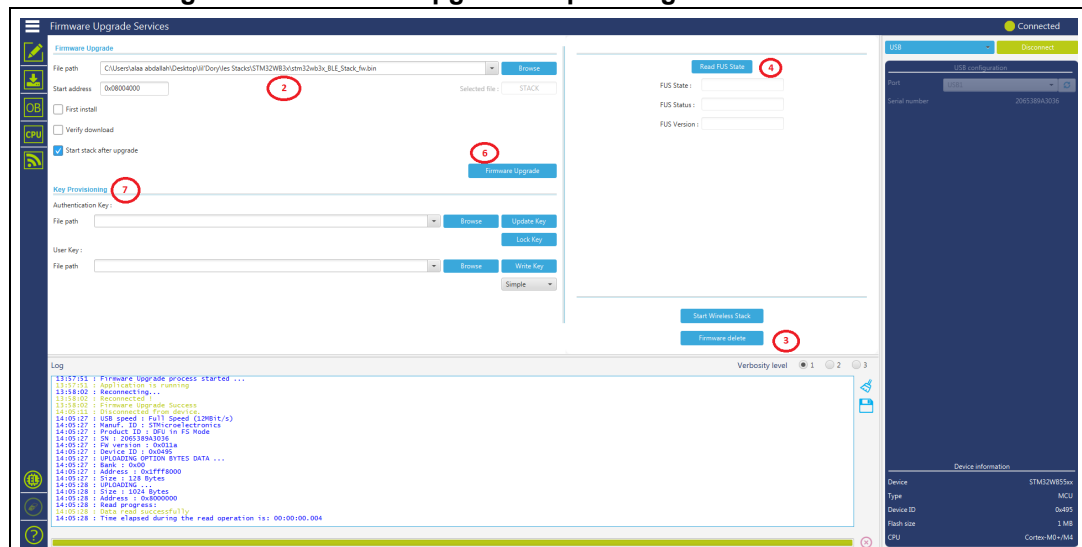 Firmware Upgrade Services
Connected
Firmware Upgrade
File path C:\Users\alaa abdallah\Desktop\lil'Dory\les Stacks\STM32WB3x\stm32wb3x_BLE_Stack_fw.bin Browse
Start address 0x08004000 2 Selected file : STACK
First install
Verify download
Start stack after upgrade
6
Firmware Upgrade
Key Provisioning 7
Authentication Key :
File path Browse Update Key
Lock Key
User Key :
File path Browse Write Key
Simple
Read FUS State 4
FUS State :
FUS Status :
FUS Version :
Start Wireless Stack
Firmware delete 3
USB Disconnect
USB configuration
Port USB1
Serial number 2065389A3036
OB
CPU
Log Verbosity level 1 2 3
13:57:51 : Firmware Upgrade process started ...
13:57:51 : Application is running
13:58:02 : Reconnecting...
13:58:02 : Reconnected !
13:58:02 : Firmware Upgrade Success
14:05:11 : Disconnected from device.
14:05:27 : USB speed : Full Speed (12MBit/s)
14:05:27 : Manuf. ID : STMicroelectronics
14:05:27 : Product ID : DFU in FS Mode
14:05:27 : SN : 2065389A3036
14:05:27 : FW version : 0x011a
14:05:27 : Device ID : 0x0495
14:05:27 : UPLOADING OPTION BYTES DATA ...
14:05:27 : Bank : 0x00
14:05:27 : Address : 0x1fff8000
14:05:27 : Size : 128 Bytes
14:05:28 : UPLOADING ...
14:05:28 : Size : 1024 Bytes
14:05:28 : Address : 0x8000000
14:05:28 : Read progress:
14:05:28 : Data read successfully
14:05:28 : Time elapsed during the read operation is: 00:00:00.004
Device information
Device STM32WB55xx
Type MCU
Device ID 0x495
Flash size 1 MB
CPU Cortex-M0+/M4